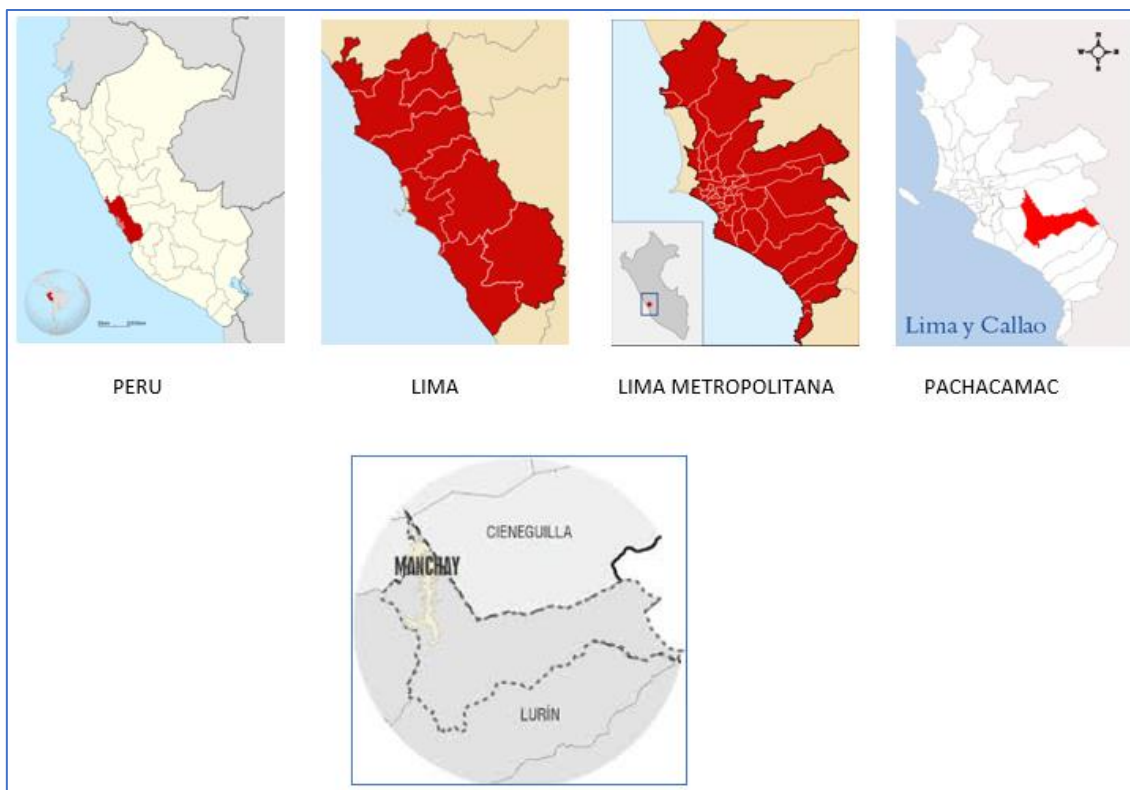 Lima y Callao
PERU
LIMA
LIMA METROPOLITANA
PACHACAMAC
CIENEGUILLA
MANCHAY
LURÍN